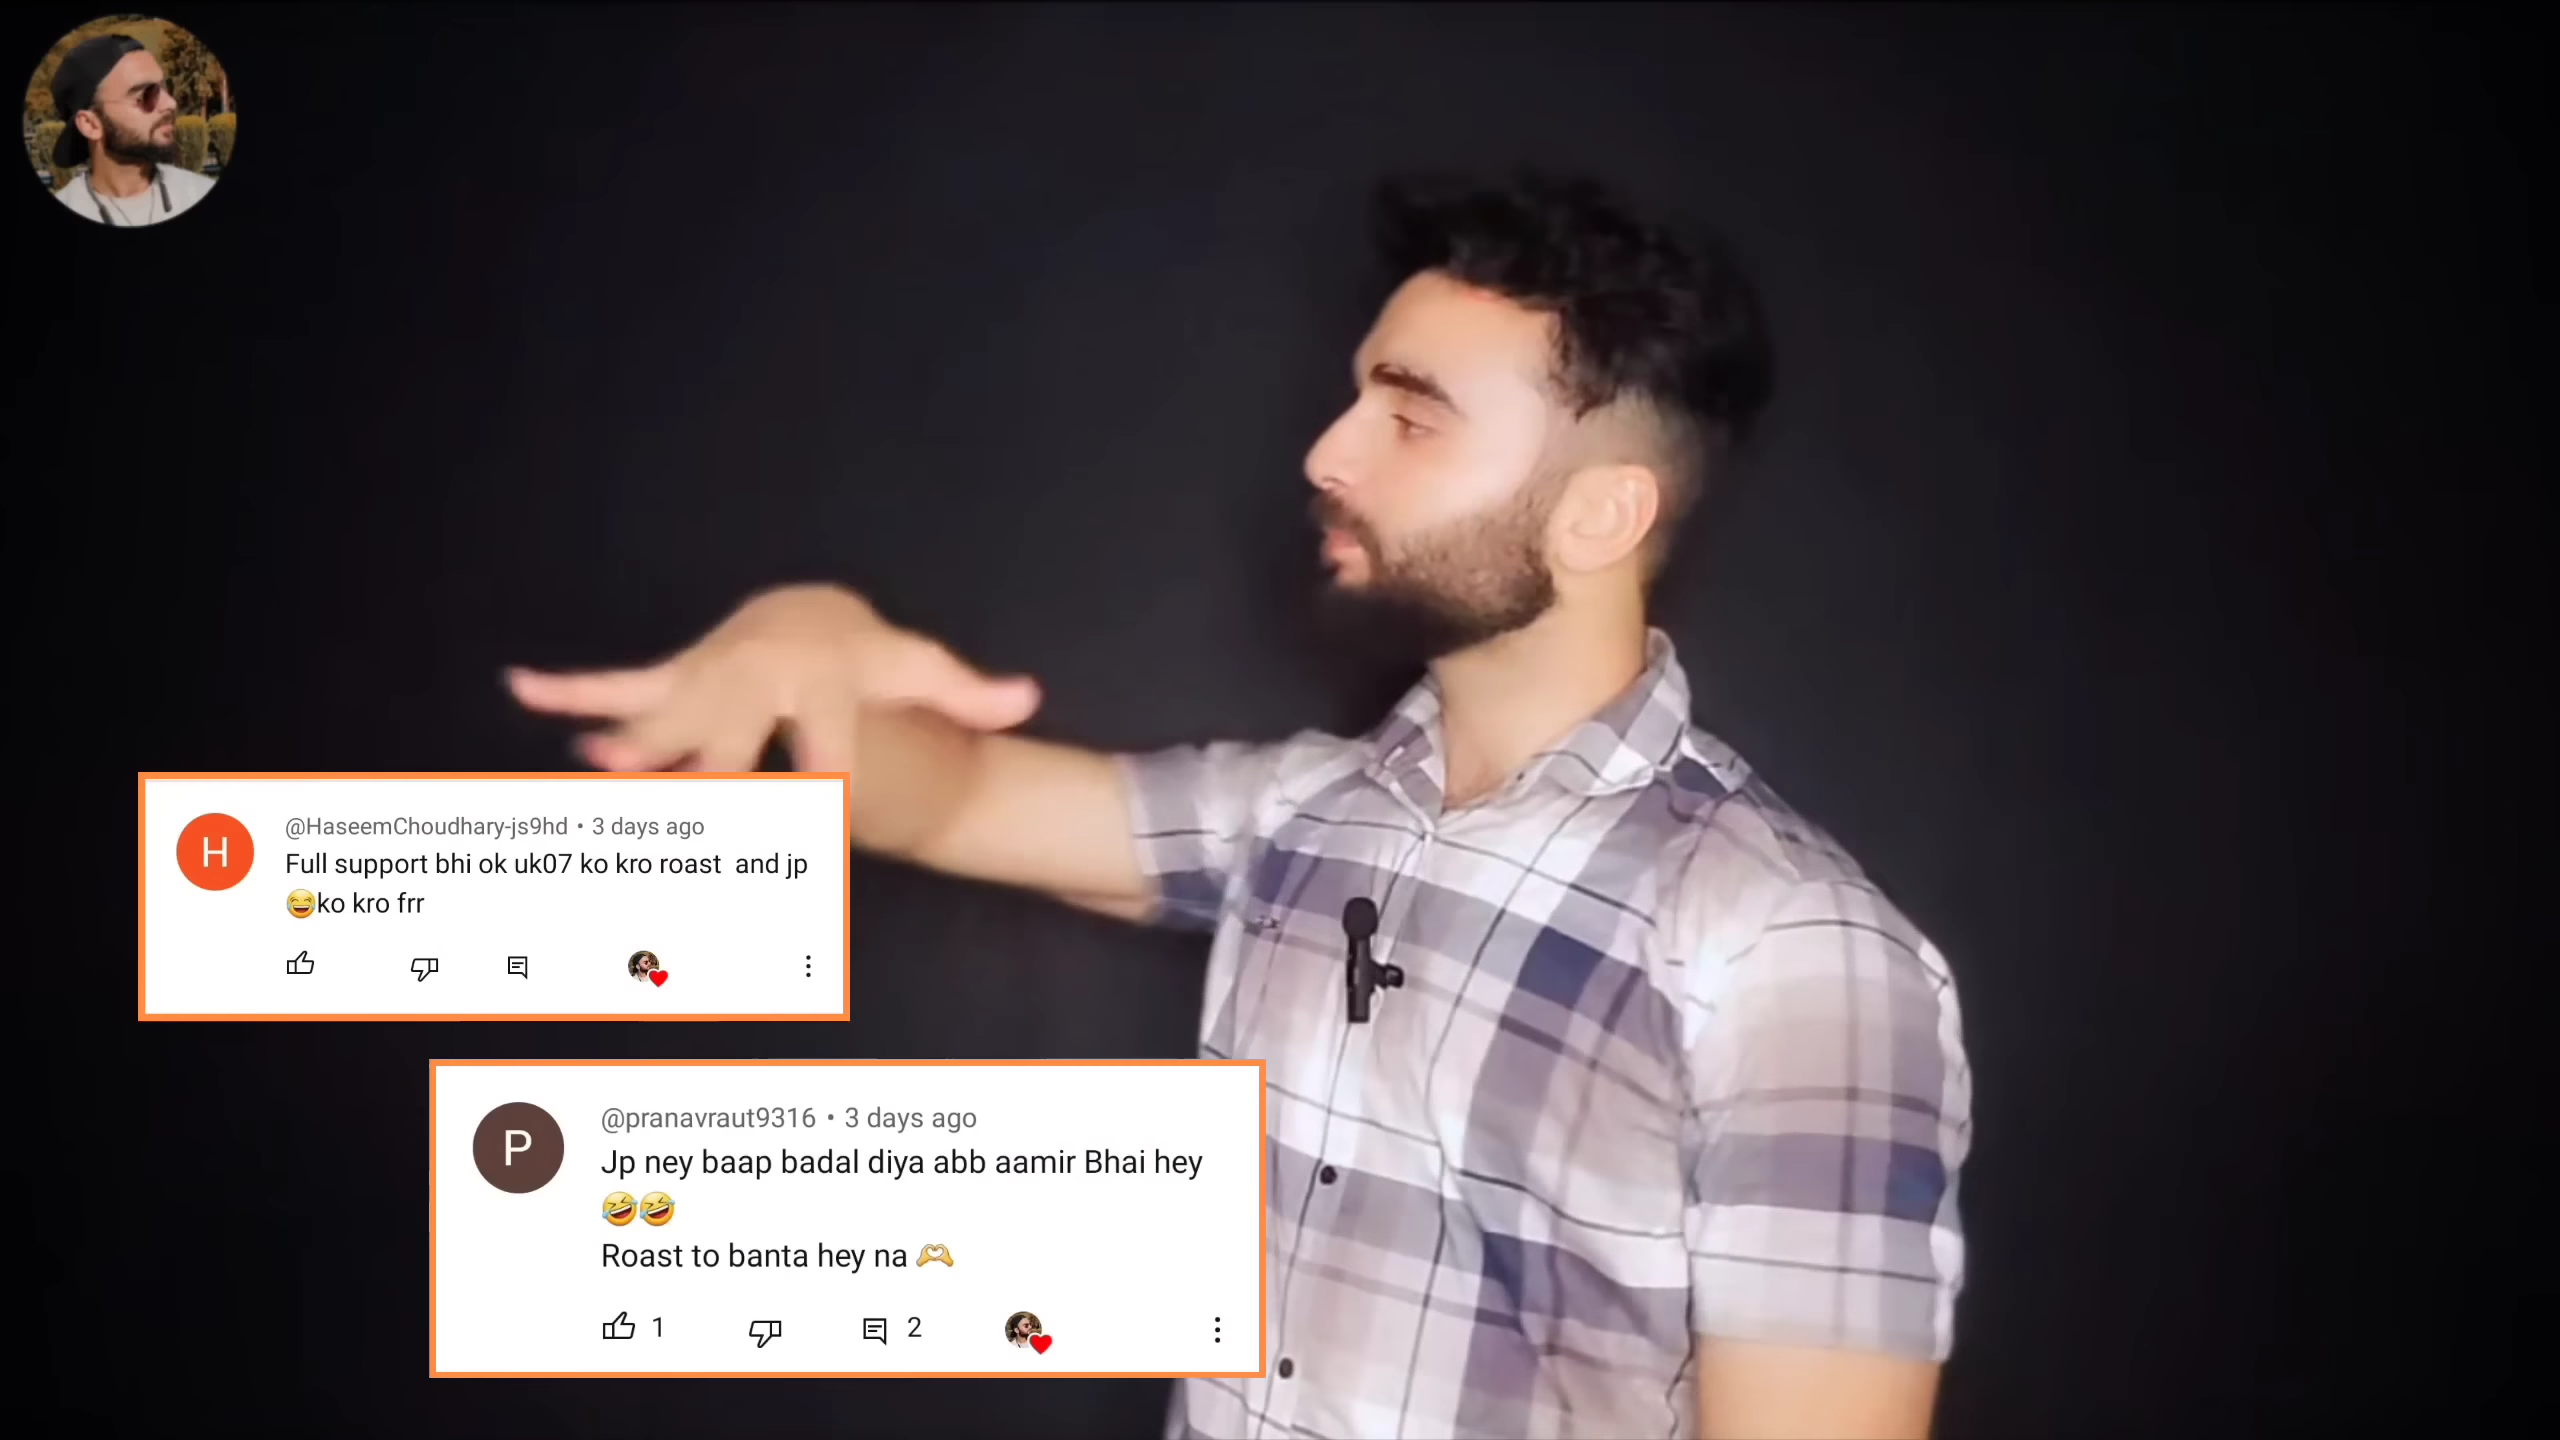 H
@HaseemChoudhary-js9hd • 3 days ago
Full support bhi ok uk07 ko kro roast and jp
😂ko kro frr
P
@pranavraut9316 • 3 days ago
Jp ney baap badal diya abb aamir Bhai hey
🤣🤣
Roast to banta hey na 🫶
1 2